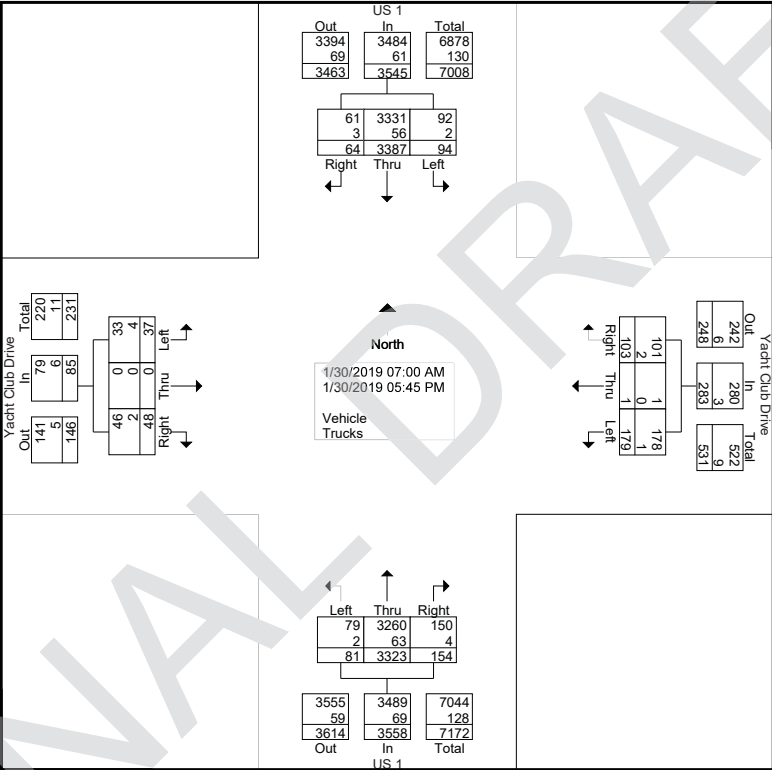 US 1
Out In Total
3394 3484 6878
69 61 130
3463 3545 7008
61 3331 92
3 56 2
64 3387 94
Right Thru Left
Yacht Club Drive
Total
220
11
231
In
79
6
85
Out
141
5
146
Left
33
4
37
Thru
0
0
0
Right
46
2
48
North
1/30/2019 07:00 AM
1/30/2019 05:45 PM
Vehicle
Trucks
Right
101
2
103
Thru
1
0
1
Left
178
1
179
Out
242
6
248
In
280
3
283
Total
522
9
531
Yacht Club Drive
Left Thru Right
79 3260 150
2 63 4
81 3323 154
3555 3489 7044
59 69 128
3614 3558 7172
Out In Total
US 1
NAL DRAF